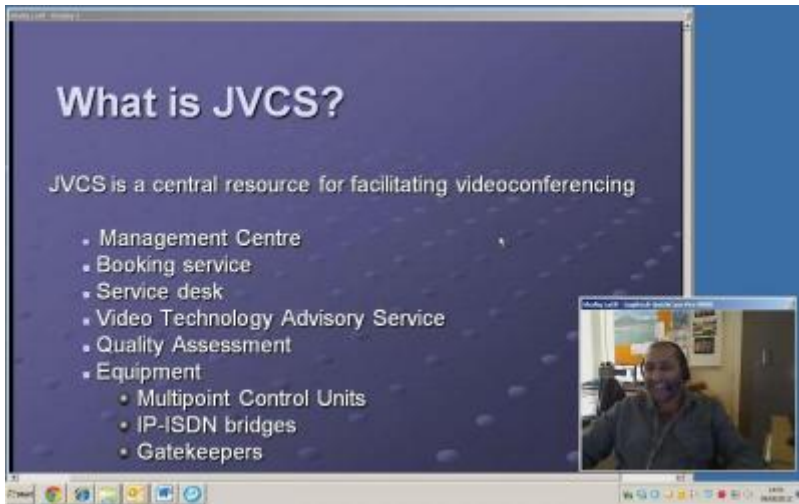 What is JVCS?
JVCS is a central resource for facilitating videoconferencing
Management Centre
Booking service
Service desk
Video Technology Advisory Service
Quality Assessment
Equipment
Multipoint Control Units
IP-ISDN bridges
Gatekeepers